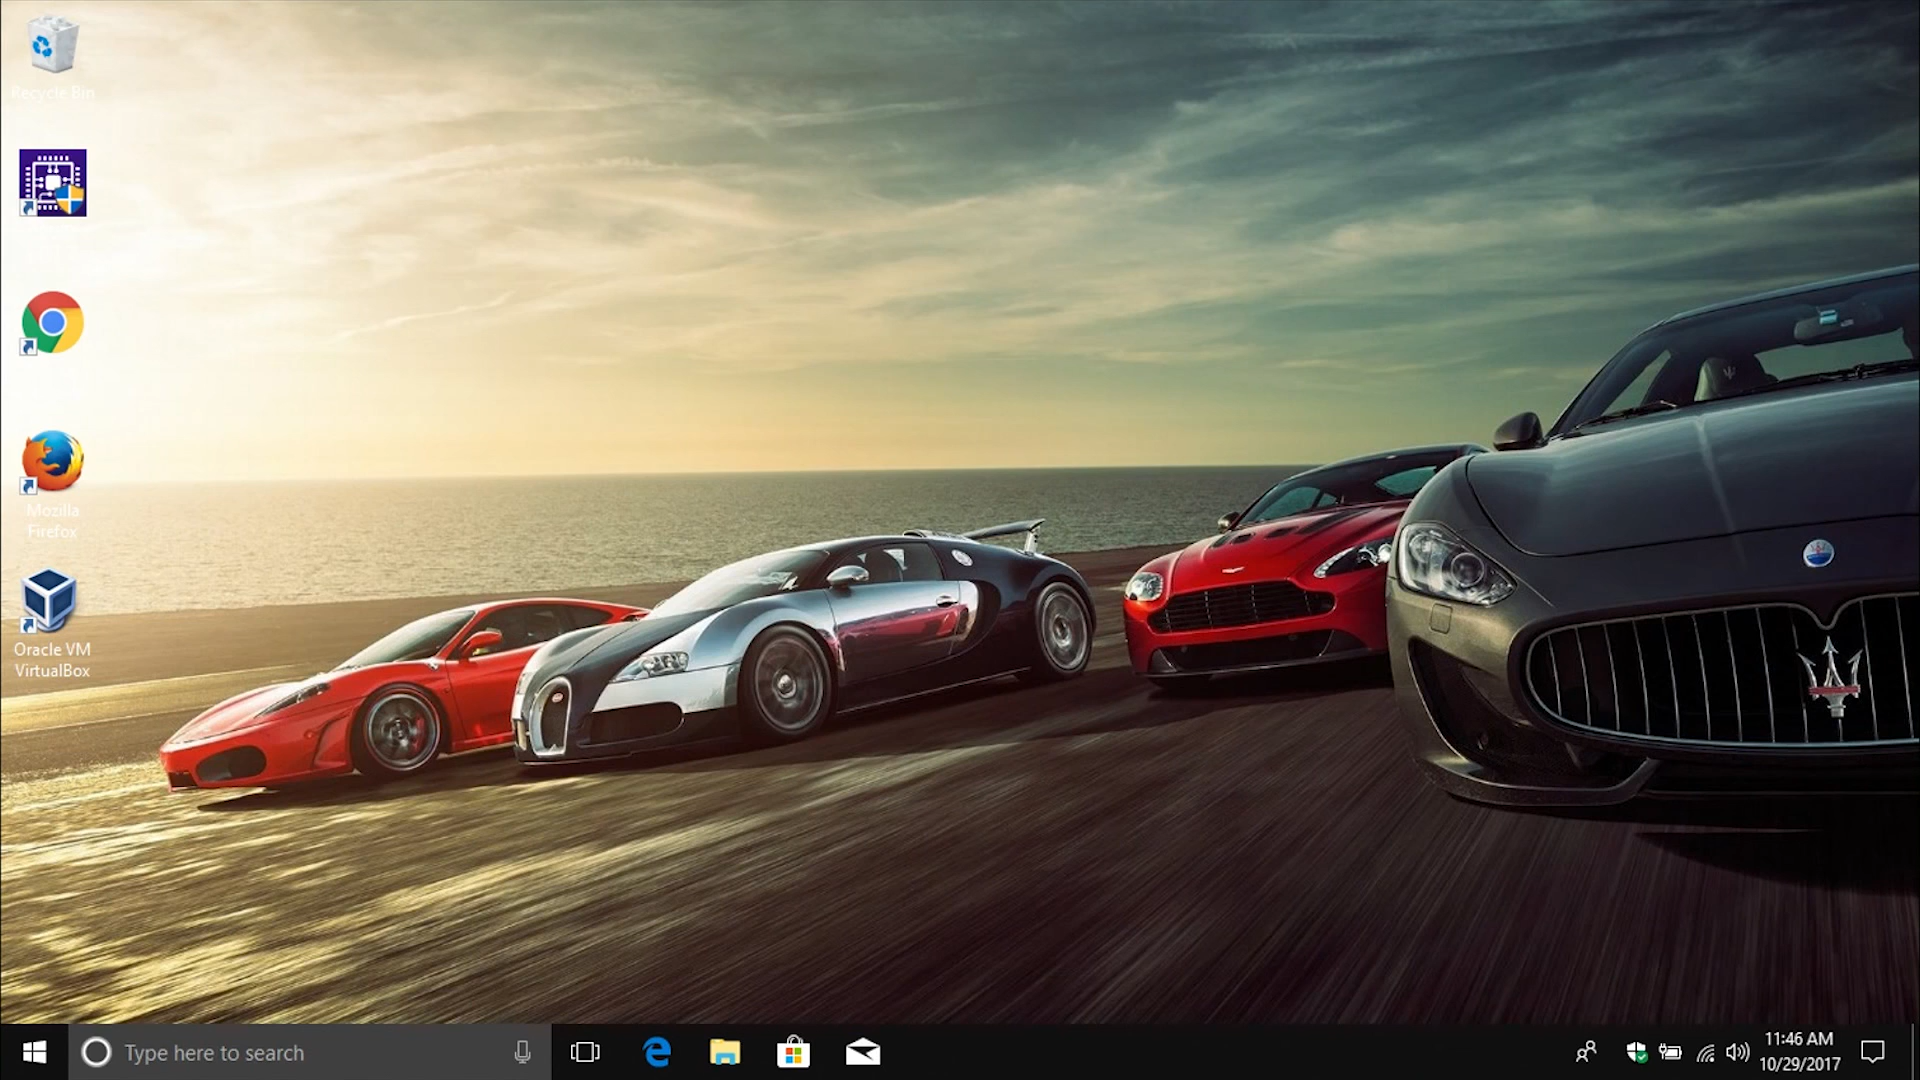 Recycle Bin
Mozilla
Firefox
Oracle VM
VirtualBox
Type here to search
11:46 AM
10/29/2017